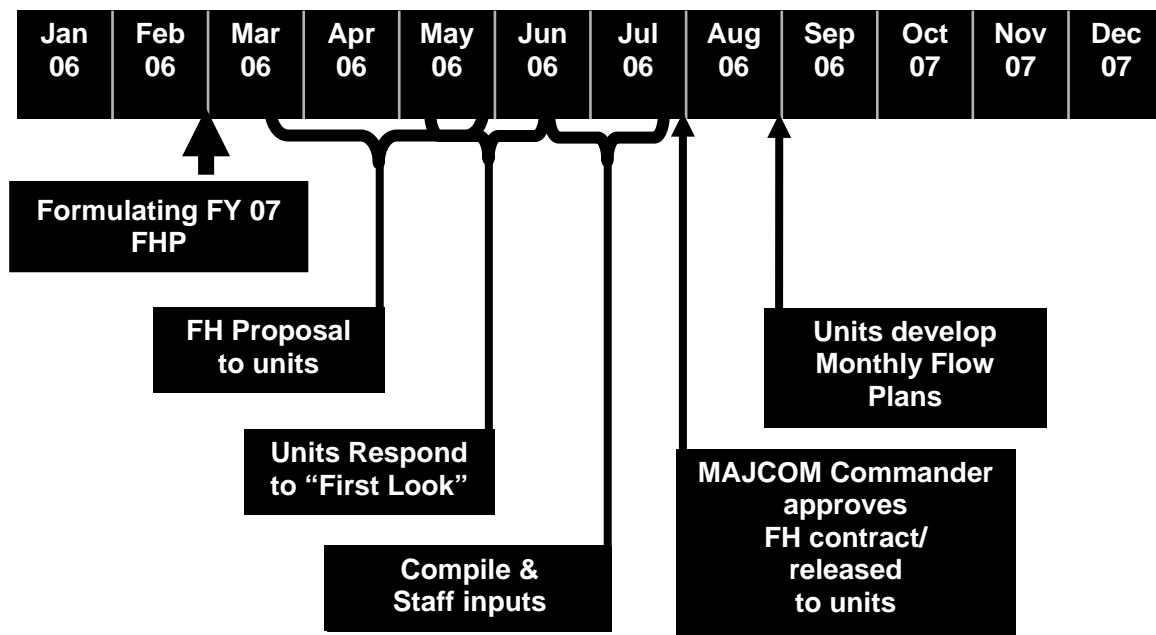 Jan Feb Mar Apr May Jun Jul Aug Sep Oct Nov Dec
06 06 06 06 06 06 06 06 06 07 07 07
Formulating FY 07
FHP
FH Proposal
to units
Units develop
Monthly Flow
Plans
Units Respond
to “First Look”
MAJCOM Commander
approves
FH contract/
released
to units
Compile &
Staff inputs